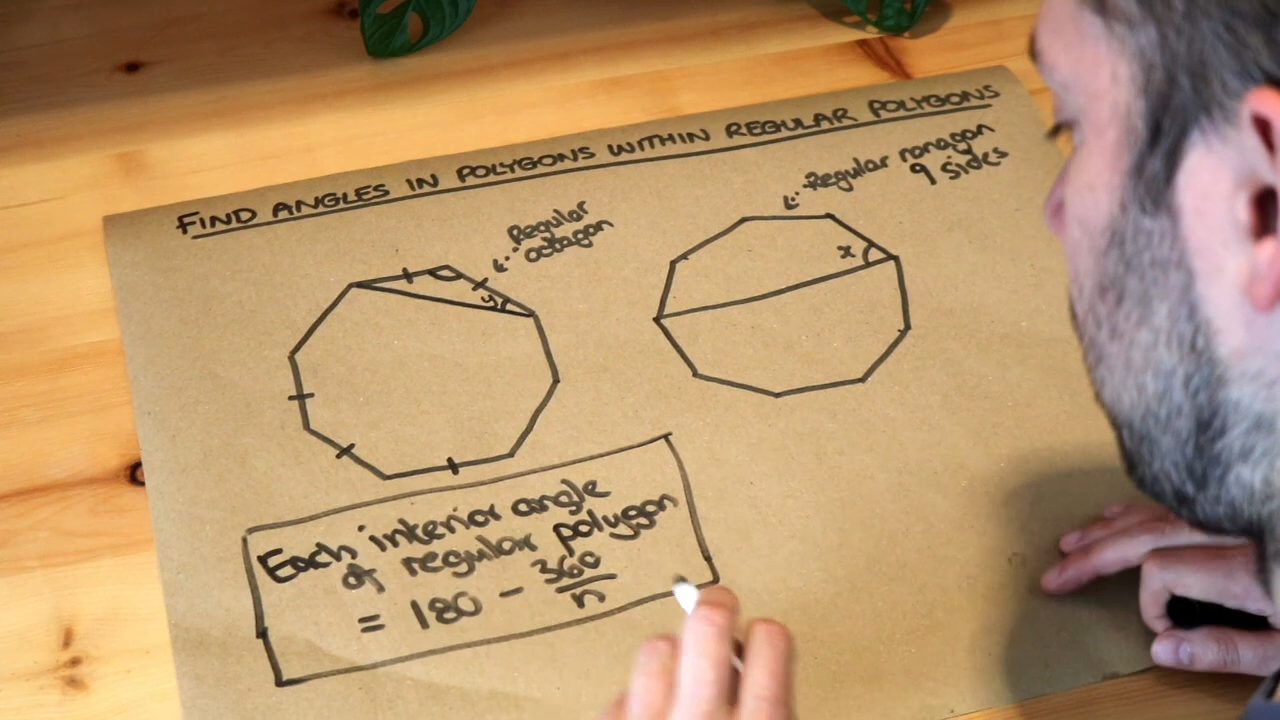 FIND ANGLES IN POLYGONS WITHIN REGULAR POLYGONS
Regular
octagon
y
Regular nonagon
9 sides
x
Each interior angle
of regular polygon
= 180 - 360/n